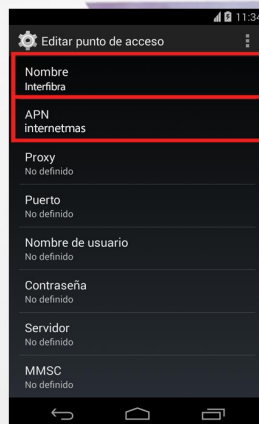 11:34
Editar punto de acceso
Nombre
Interfibra
APN
internetmas
Proxy
No definido
Puerto
No definido
Nombre de usuario
No definido
Contraseña
No definido
Servidor
No definido
MMSC
No definido